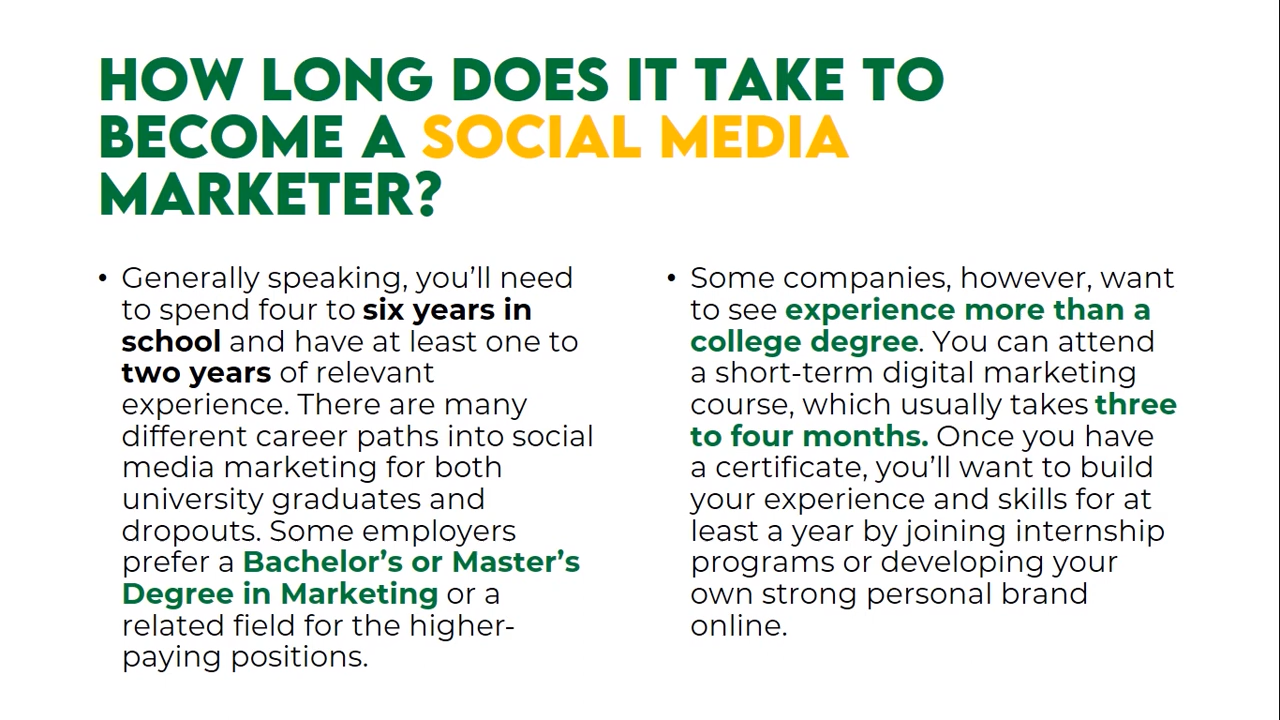 HOW LONG DOES IT TAKE TO
BECOME A SOCIAL MEDIA
MARKETER?
• Generally speaking, you’ll need
to spend four to six years in
school and have at least one to
two years of relevant
experience. There are many
different career paths into social
media marketing for both
university graduates and
dropouts. Some employers
prefer a Bachelor’s or Master’s
Degree in Marketing or a
related field for the higher-
paying positions.
• Some companies, however, want
to see experience more than a
college degree. You can attend
a short-term digital marketing
course, which usually takes three
to four months. Once you have
a certificate, you’ll want to build
your experience and skills for at
least a year by joining internship
programs or developing your
own strong personal brand
online.